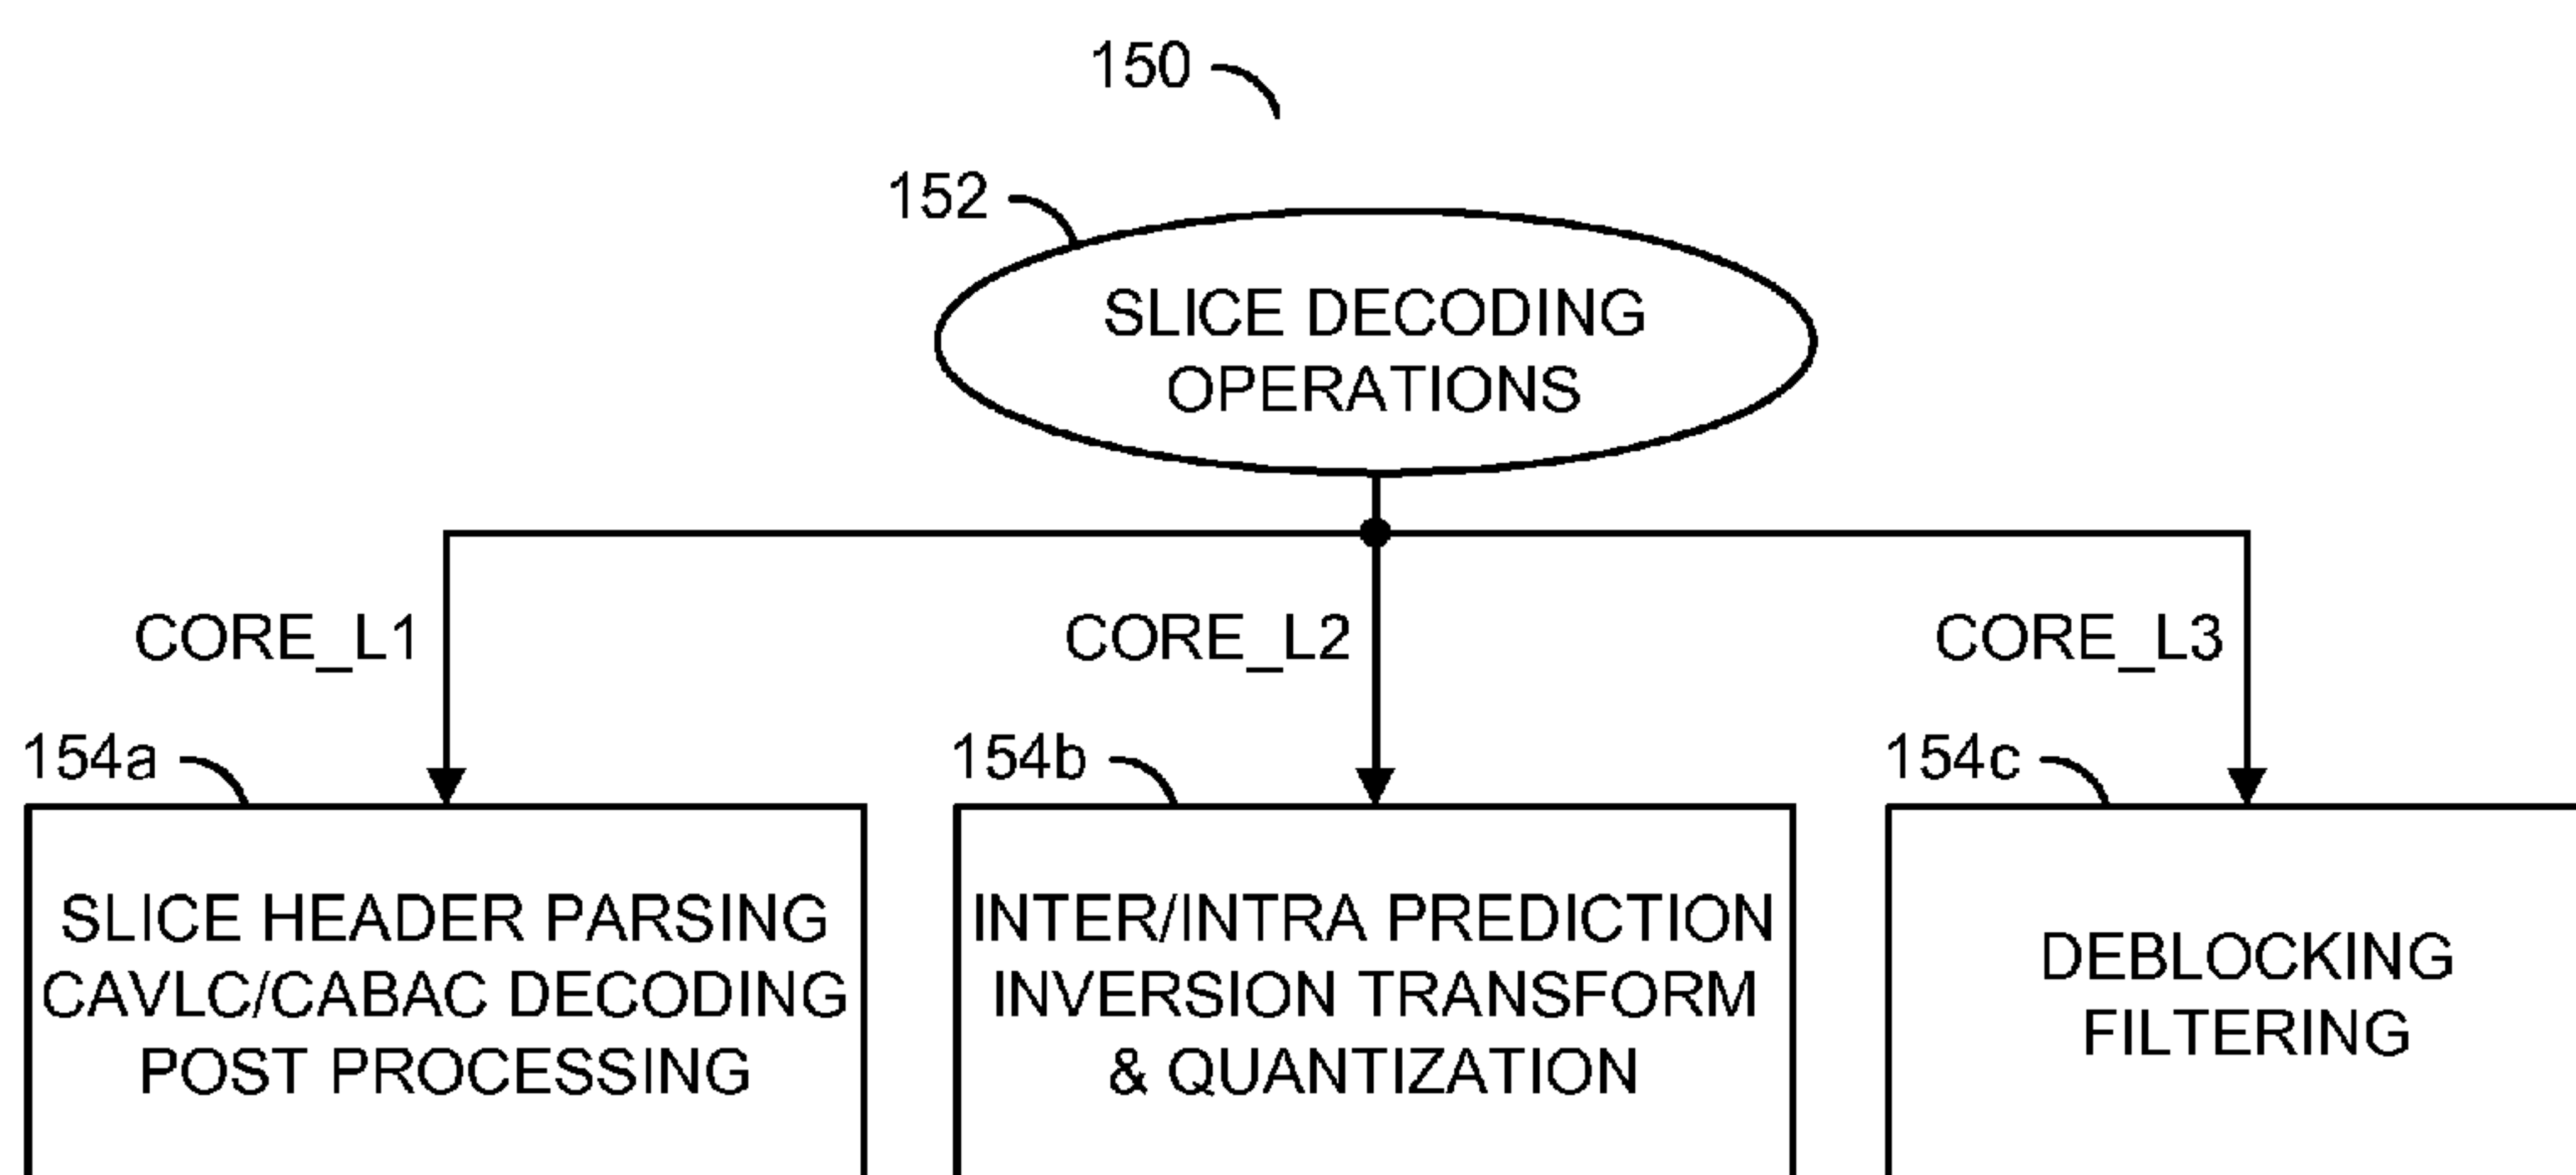 150
152
SLICE DECODING
OPERATIONS
CORE_L1
CORE_L2
CORE_L3
154a
154b
154c
SLICE HEADER PARSING
CAVLC/CABAC DECODING
POST PROCESSING
INTER/INTRA PREDICTION
INVERSION TRANSFORM
& QUANTIZATION
DEBLOCKING
FILTERING